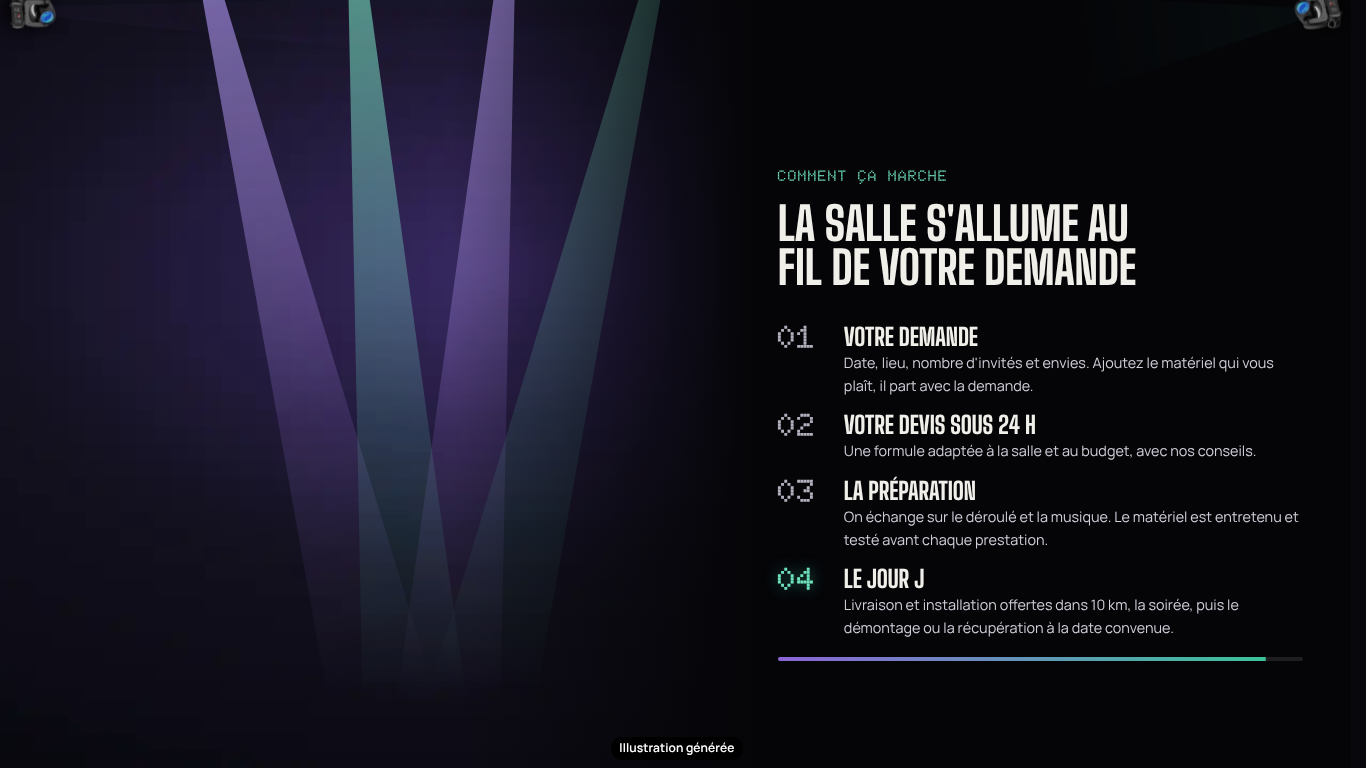 COMMENT ÇA MARCHE
LA SALLE S'ALLUME AU
FIL DE VOTRE DEMANDE
01 VOTRE DEMANDE
Date, lieu, nombre d'invités et envies. Ajoutez le matériel qui vous
plaît, il part avec la demande.
02 VOTRE DEVIS SOUS 24 H
Une formule adaptée à la salle et au budget, avec nos conseils.
03 LA PRÉPARATION
On échange sur le déroulé et la musique. Le matériel est entretenu et
testé avant chaque prestation.
04 LE JOUR J
Livraison et installation offertes dans 10 km, la soirée, puis le
démontage ou la récupération à la date convenue.
Illustration générée